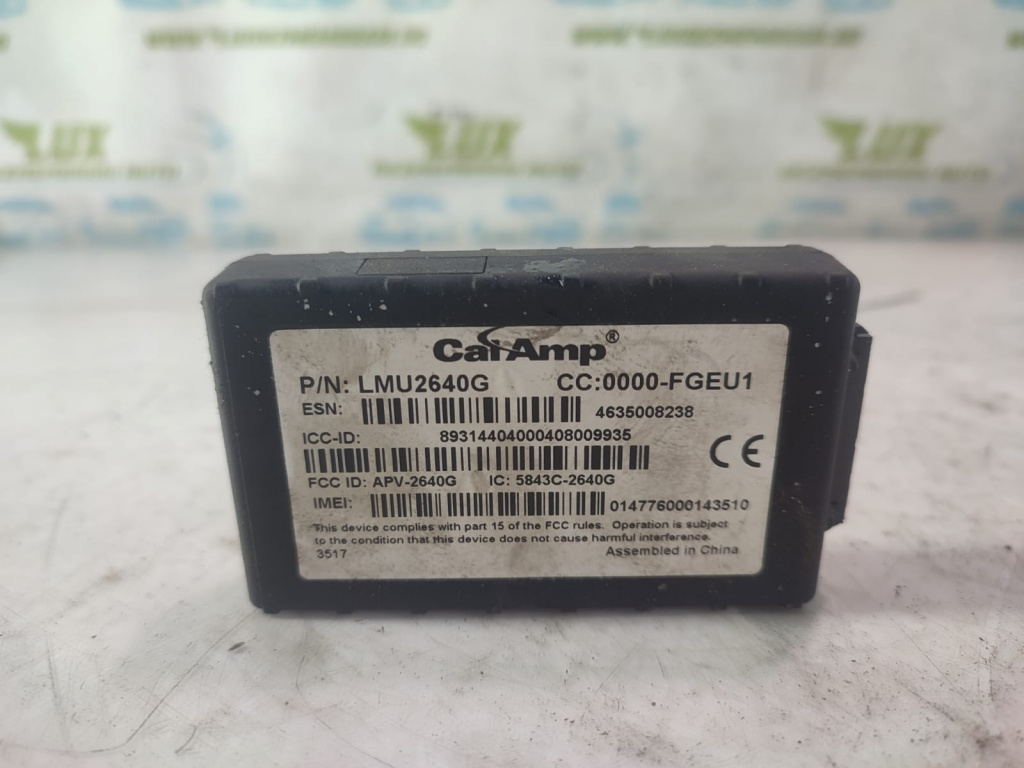 LUX
LUX
CalAmp®
P/N: LMU2640G CC:0000-FGEU1
ESN: 4635008238
ICC-ID: 89314404000408009935
FCC ID: APV-2640G IC: 5843C-2640G
CE
IMEI: 014776000143510
This device complies with part 15 of the FCC rules. Operation is subject
to the condition that this device does not cause harmful interference.
3517 Assembled in China